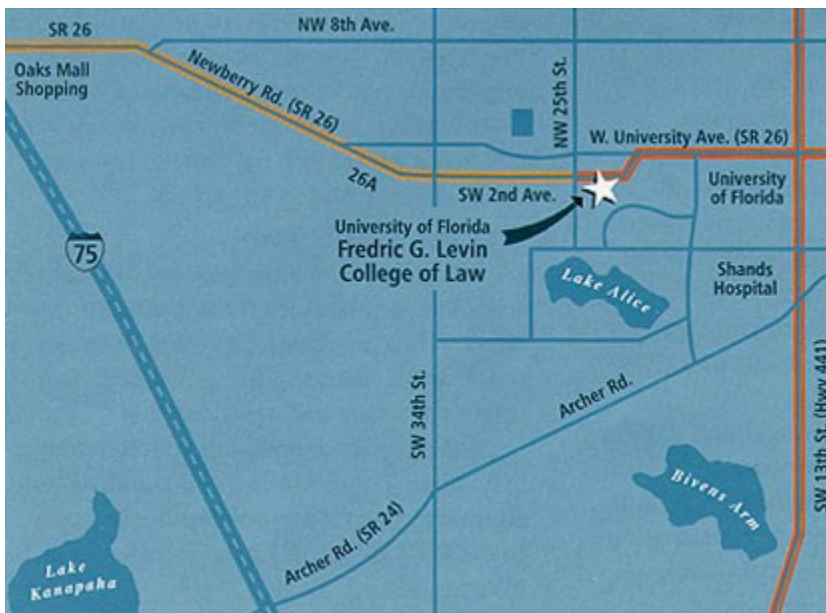 SR 26
NW 8th Ave.
Oaks Mall
Shopping
Newberry Rd. (SR 26)
NW 25th St.
W. University Ave. (SR 26)
26A
SW 2nd Ave.
University
of Florida
University of Florida
Fredric G. Levin
College of Law
75
Lake Alice
Shands
Hospital
SW 34th St.
Archer Rd.
SW 13th St. (Hwy 441)
Bivens Arm
Archer Rd. (SR 24)
Lake
Kanapaha